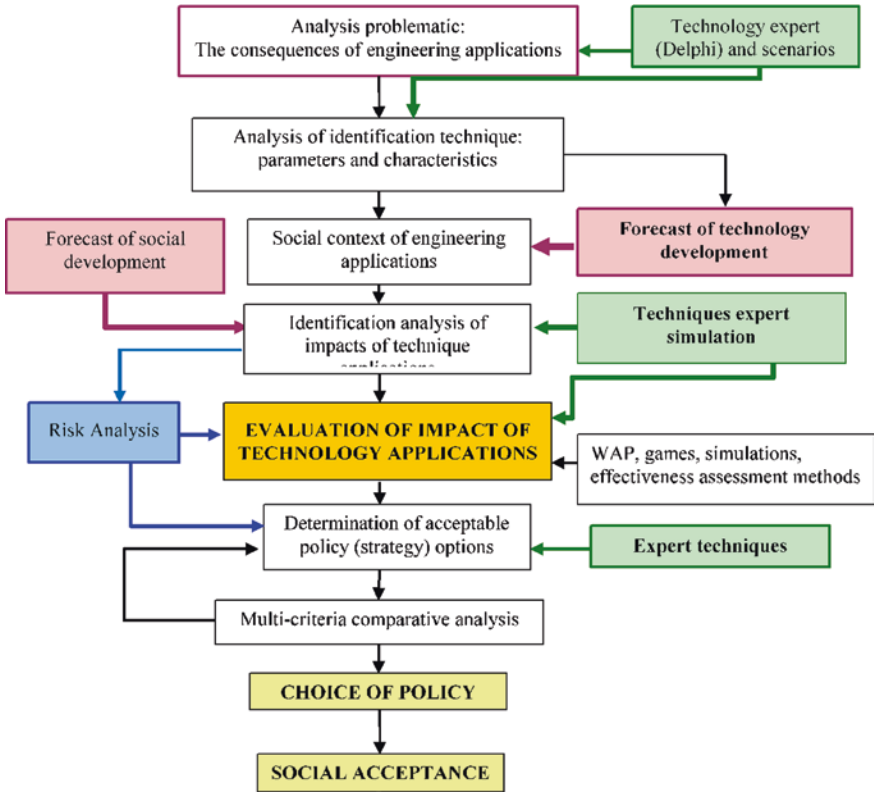 Analysis problematic:
The consequences of engineering applications
Technology expert
(Delphi) and scenarios
Analysis of identification technique:
parameters and characteristics
Forecast of social
development
Social context of engineering
applications
Forecast of technology
development
Identification analysis of
impacts of technique
applications
Techniques expert
simulation
Risk Analysis
EVALUATION OF IMPACT OF
TECHNOLOGY APPLICATIONS
WAP, games, simulations,
effectiveness assessment methods
Determination of acceptable
policy (strategy) options
Expert techniques
Multi-criteria comparative analysis
CHOICE OF POLICY
SOCIAL ACCEPTANCE